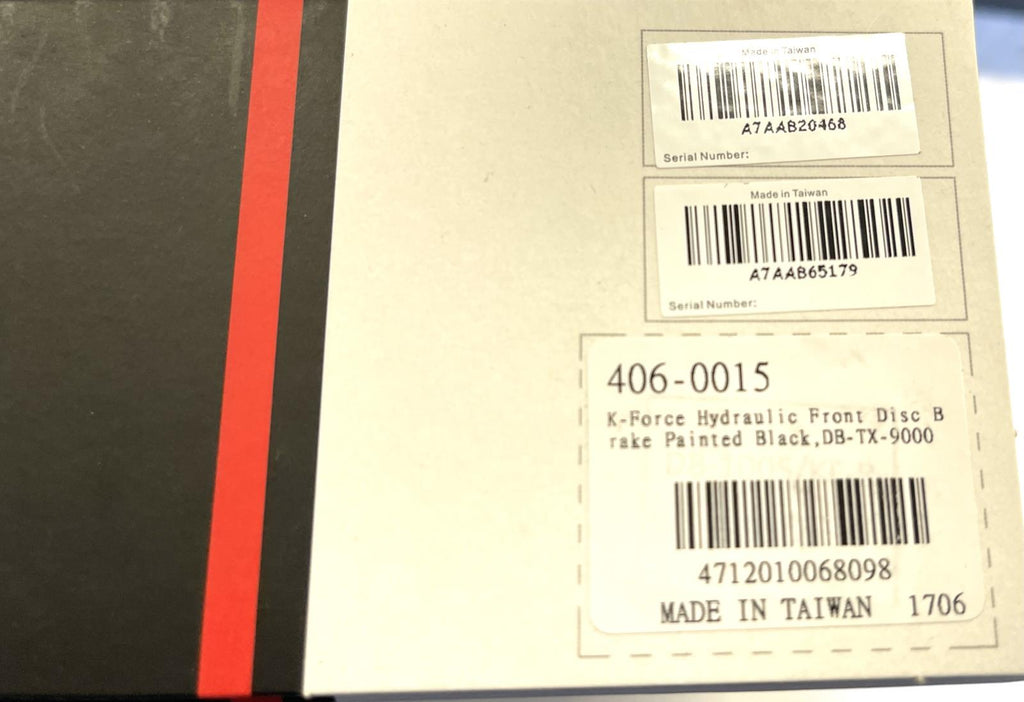 Made in Taiwan
A7AAB20468
Serial Number:
Made in Taiwan
A7AAB65179
Serial Number:
406-0015
K-Force Hydraulic Front Disc B
rake Painted Black,DB-TX-9000
4712010068098
MADE IN TAIWAN 1706